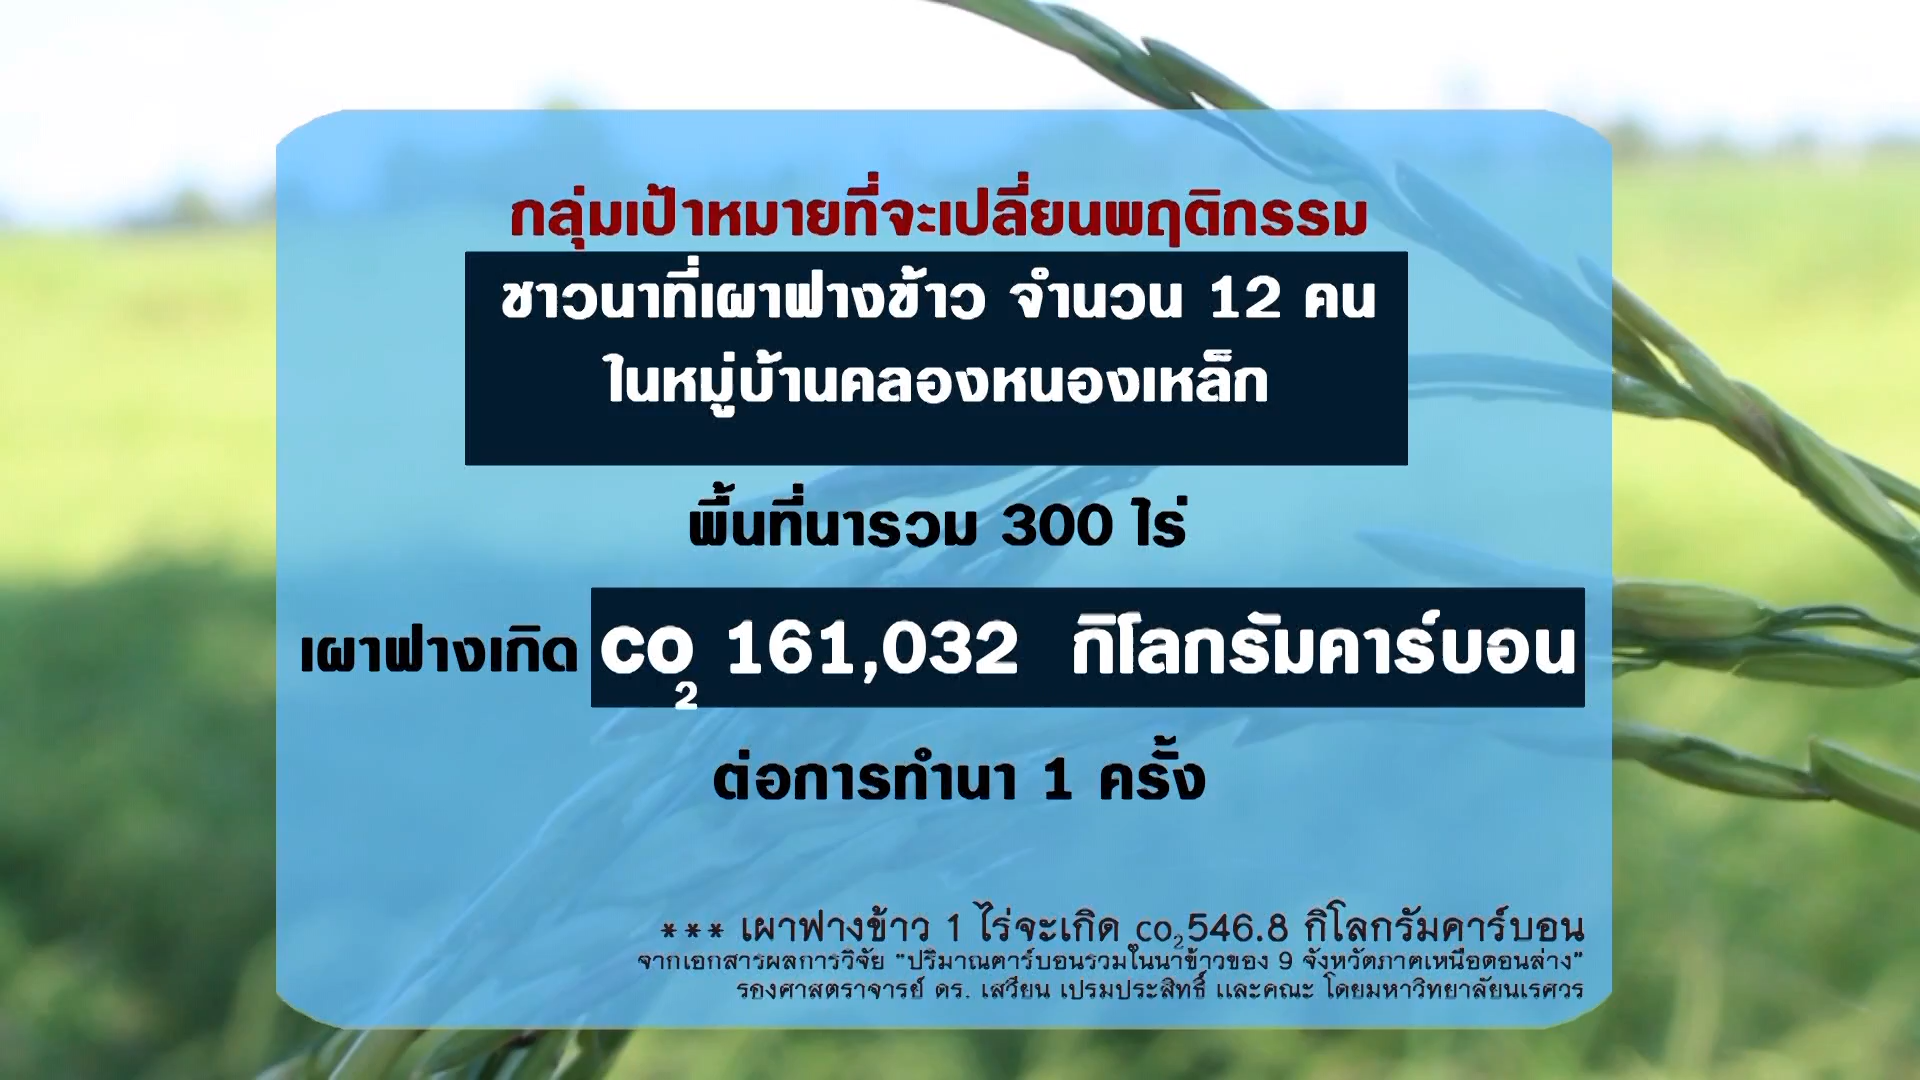 กลุ่มเป้าหมายที่จะเปลี่ยนพฤติกรรม
ชาวนาที่เผาฟางข้าว จำนวน 12 คน
ในหมู่บ้านคลองหนองเหล็ก
พื้นที่นารวม 300 ไร่
เผาฟางเกิด CO2 161,032 กิโลกรัมคาร์บอน
ต่อการทำนา 1 ครั้ง
*** เผาฟางข้าว 1 ไร่จะเกิด CO2546.8 กิโลกรัมคาร์บอน
จากเอกสารผลการวิจัย "ปริมาณคาร์บอนรวมในนาข้าวของ 9 จังหวัดภาคเหนือตอนล่าง"
รองศาสตราจารย์ ดร. เสวียน เปรมประสิทธิ์ และคณะ โดยมหาวิทยาลัยนเรศวร